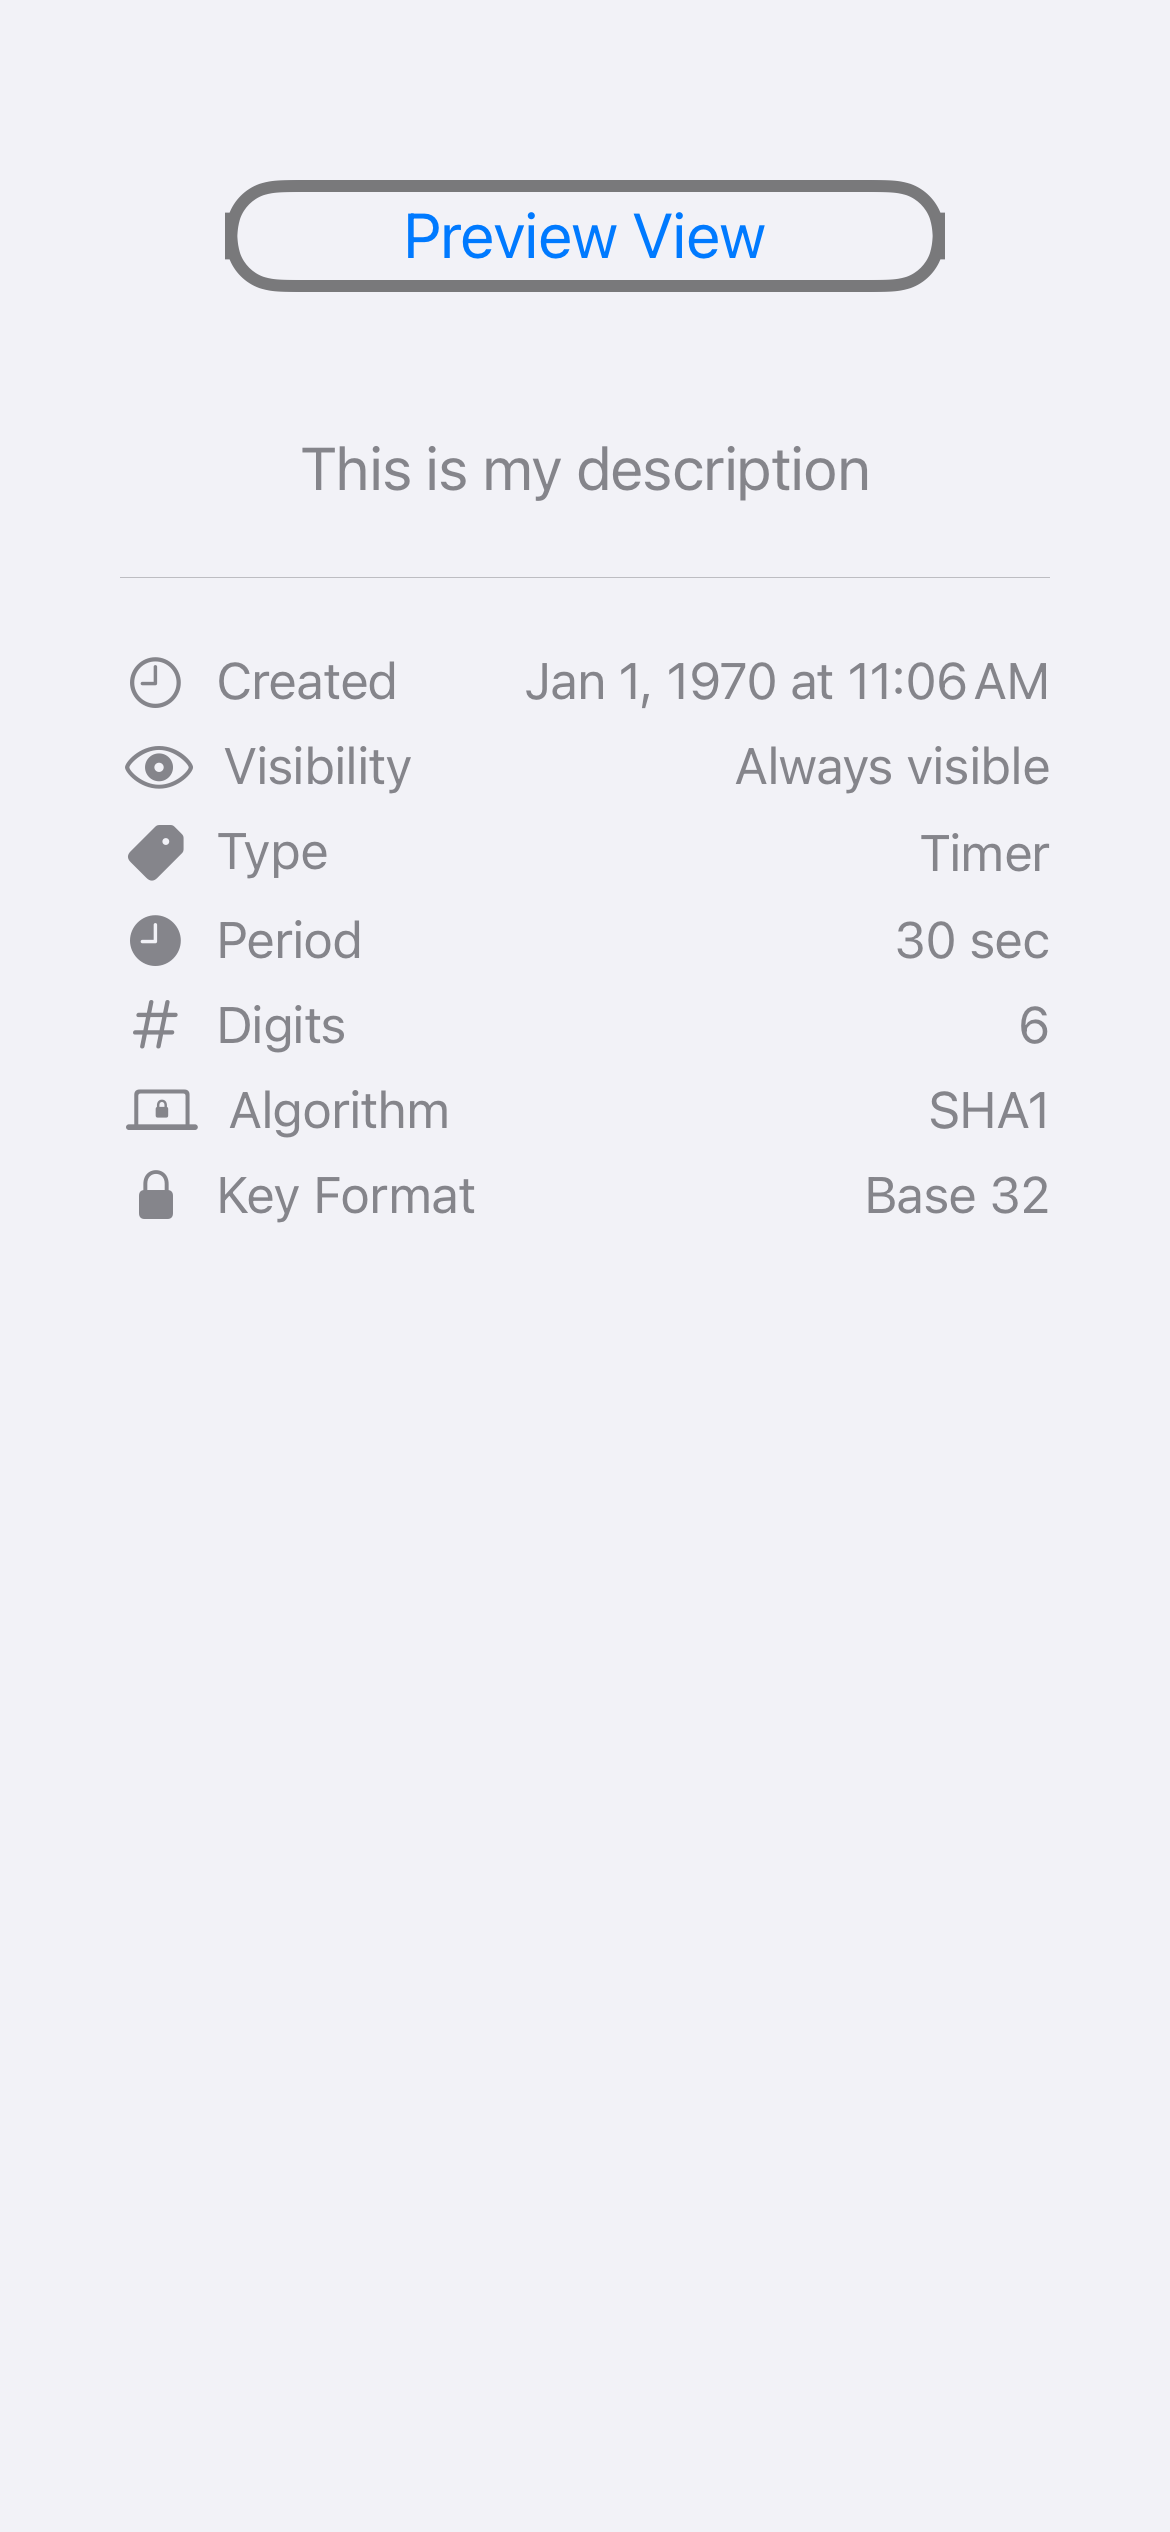 Preview View
This is my description
Created Jan 1, 1970 at 11:06 AM
Visibility Always visible
Type Timer
Period 30 sec
Digits 6
Algorithm SHA1
Key Format Base 32